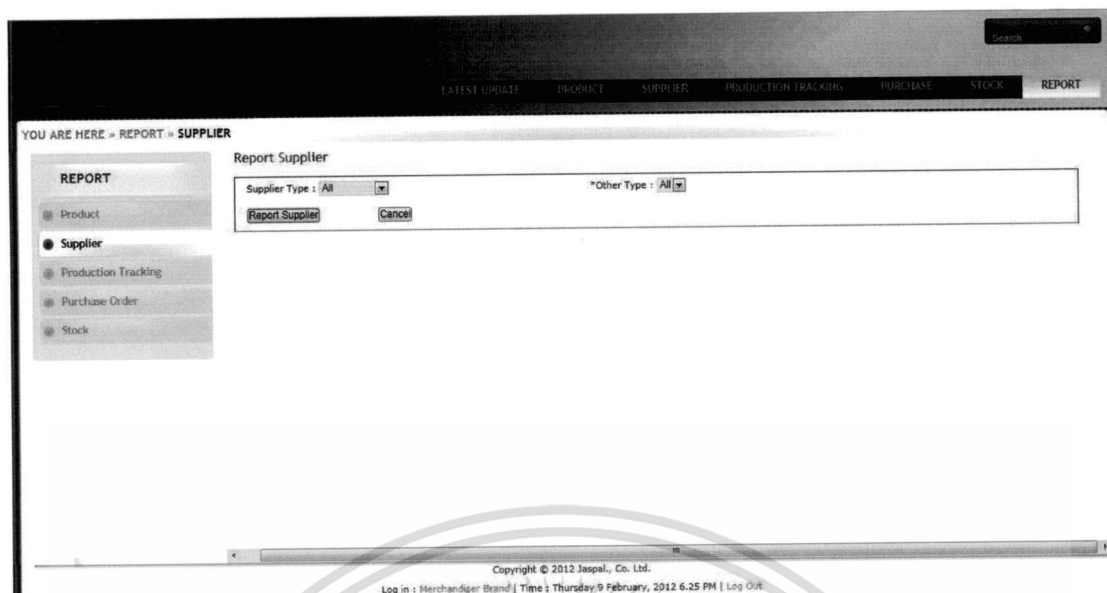 Search
LATEST UPDATE PRODUCT SUPPLIER PRODUCTION TRACKING PURCHASE STOCK REPORT
YOU ARE HERE » REPORT » SUPPLIER
REPORT
Product
Supplier
Production Tracking
Purchase Order
Stock
Report Supplier
Supplier Type : All *Other Type : All
Report Supplier Cancel
Copyright © 2012 Jaspal., Co. Ltd.
Log in : Merchandiser Brand | Time : Thursday 9 February, 2012 6.25 PM | Log Out